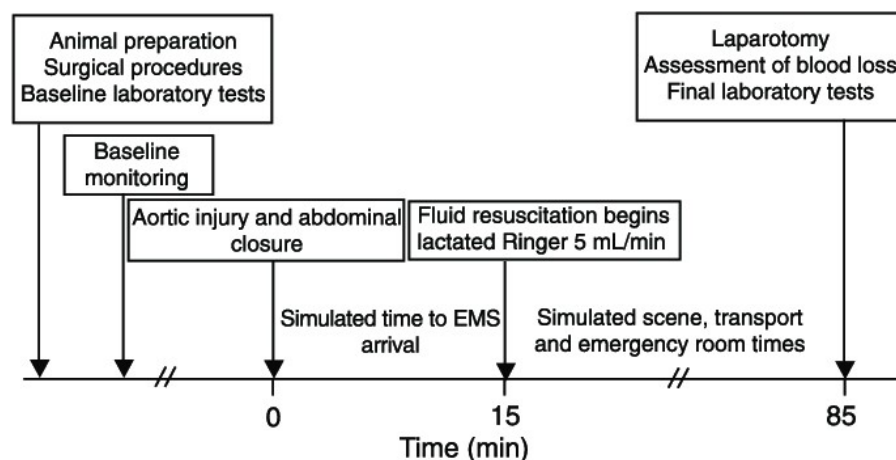 Animal preparation
Surgical procedures
Baseline laboratory tests
Laparotomy
Assessment of blood loss
Final laboratory tests
Baseline
monitoring
Aortic injury and abdominal
closure
Fluid resuscitation begins
lactated Ringer 5 mL/min
Simulated time to EMS
arrival
Simulated scene, transport
and emergency room times
0
15
85
Time (min)